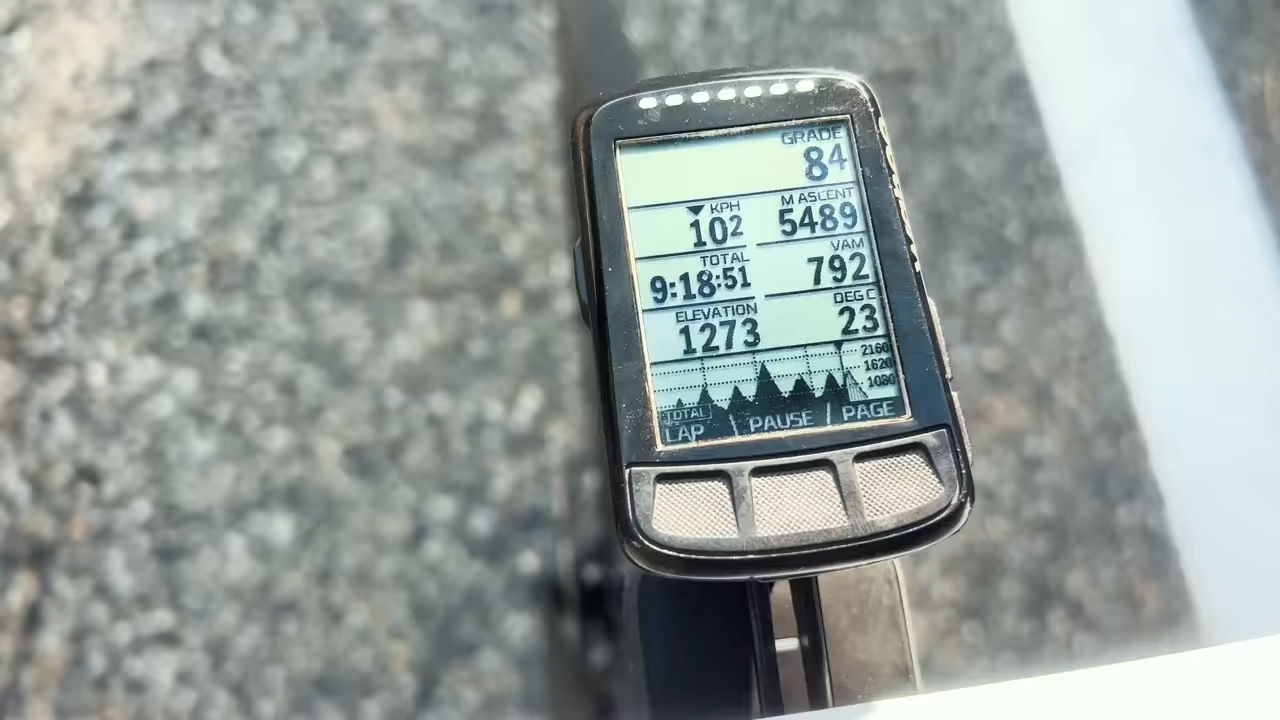 GRADE
84
KPH
102
M ASCENT
5489
TOTAL
9:18:51
VAM
792
ELEVATION
1273
DEG C
23
2160
1620
1080
TOTAL
LAP PAUSE PAGE